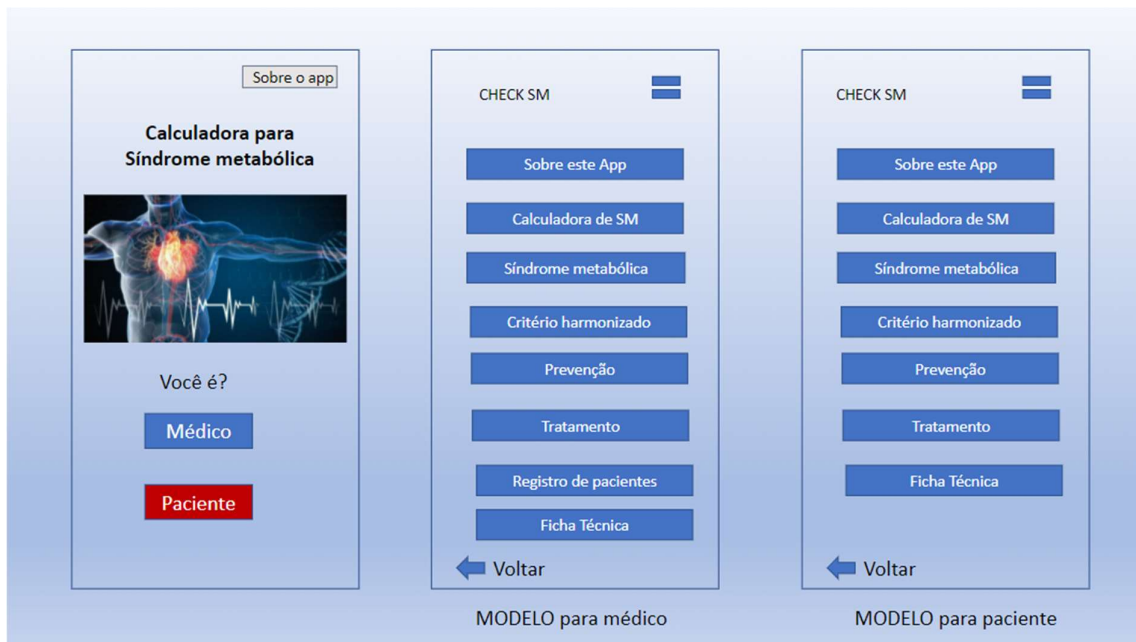 Sobre o app
Calculadora para
Síndrome metabólica
Você é?
Médico
Paciente
CHECK SM
Sobre este App
Calculadora de SM
Síndrome metabólica
Critério harmonizado
Prevenção
Tratamento
Registro de pacientes
Ficha Técnica
Voltar
MODELO para médico
CHECK SM
Sobre este App
Calculadora de SM
Síndrome metabólica
Critério harmonizado
Prevenção
Tratamento
Ficha Técnica
Voltar
MODELO para paciente